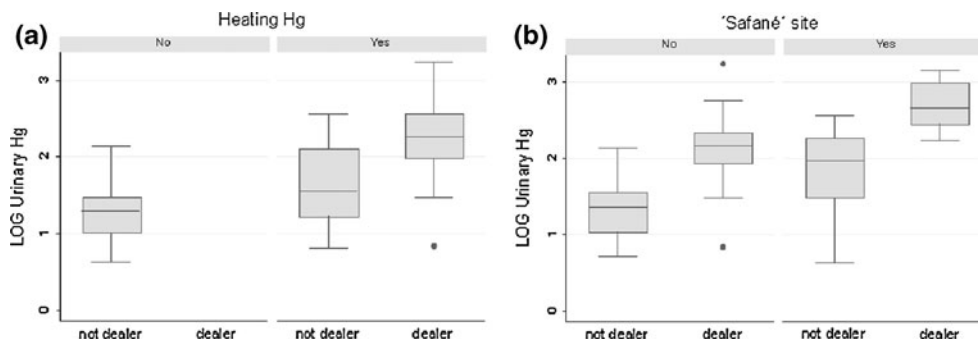 (a)
Heating Hg
No
Yes
LOG Urinary Hg
3
2
1
0
not dealer
dealer
not dealer
dealer
(b)
´Safané´ site
No
Yes
LOG Urinary Hg
3
2
1
0
not dealer
dealer
not dealer
dealer